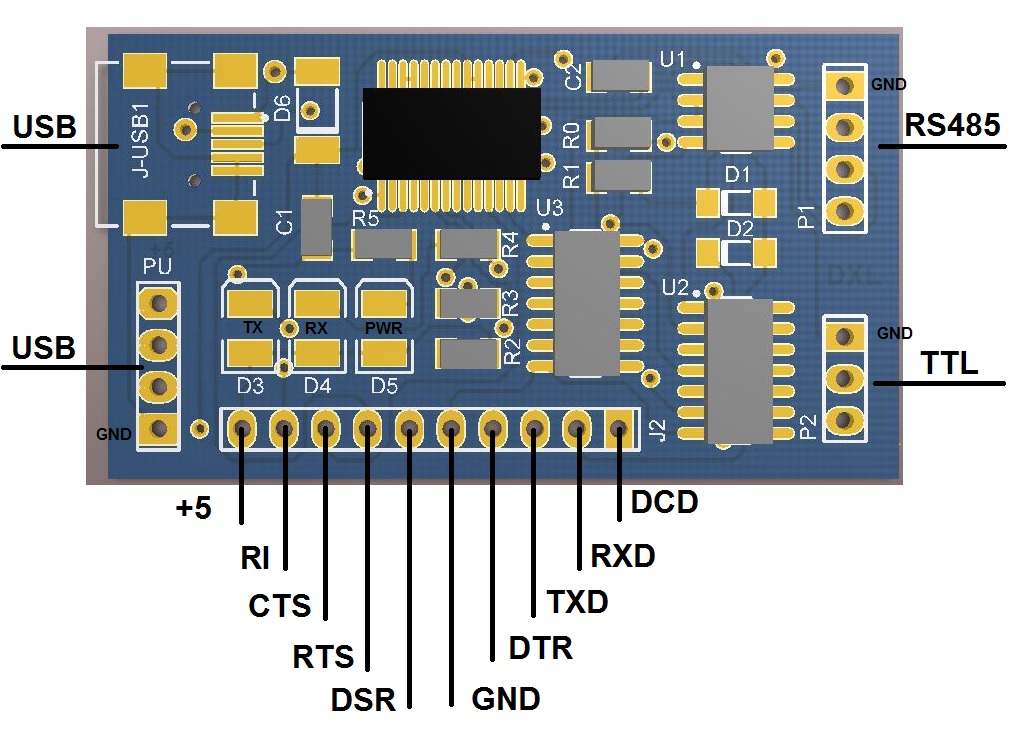 U1
C2
GND
D6
J-USB1
USB
R0
RS485
R1
D1
C1
R5
U3
P1
D2
+5
R4
PU
U2
R3
TX
RX
PWR
GND
USB
R2
TTL
D3
D4
D5
GND
J2
P2
+5
DCD
RI
RXD
CTS
TXD
RTS
DTR
DSR
GND